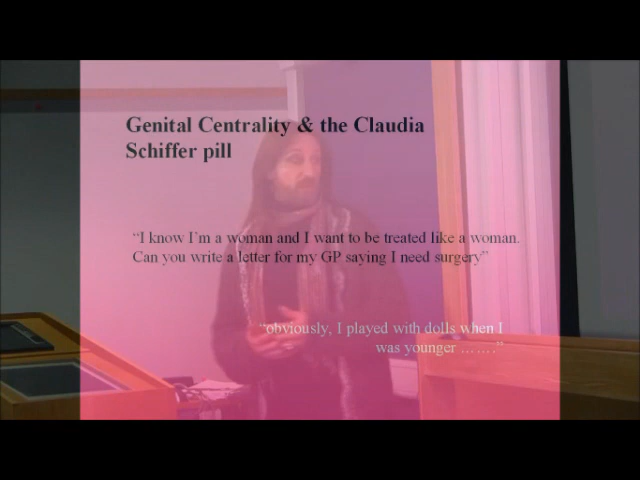 Genital Centrality & the Claudia
Schiffer pill
“I know I’m a woman and I want to be treated like a woman.
Can you write a letter for my GP saying I need surgery”
“obviously, I played with dolls when I
was younger …….”